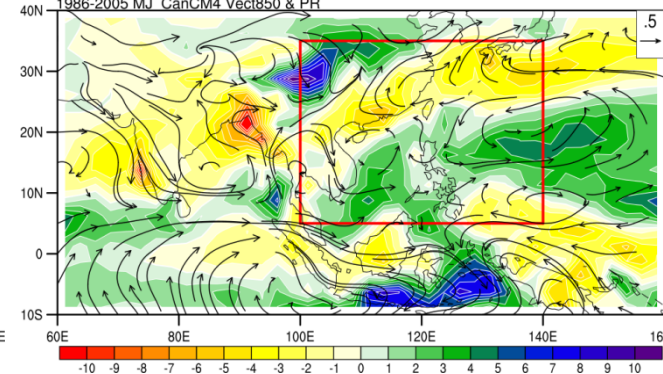 1986-2005 MJ CanCM4 Vect850 & PR
40N
.5
30N
20N
10N
0
10S
E 60E 80E 100E 120E 140E 16
-10 -9 -8 -7 -6 -5 -4 -3 -2 -1 0 1 2 3 4 5 6 7 8 9 10